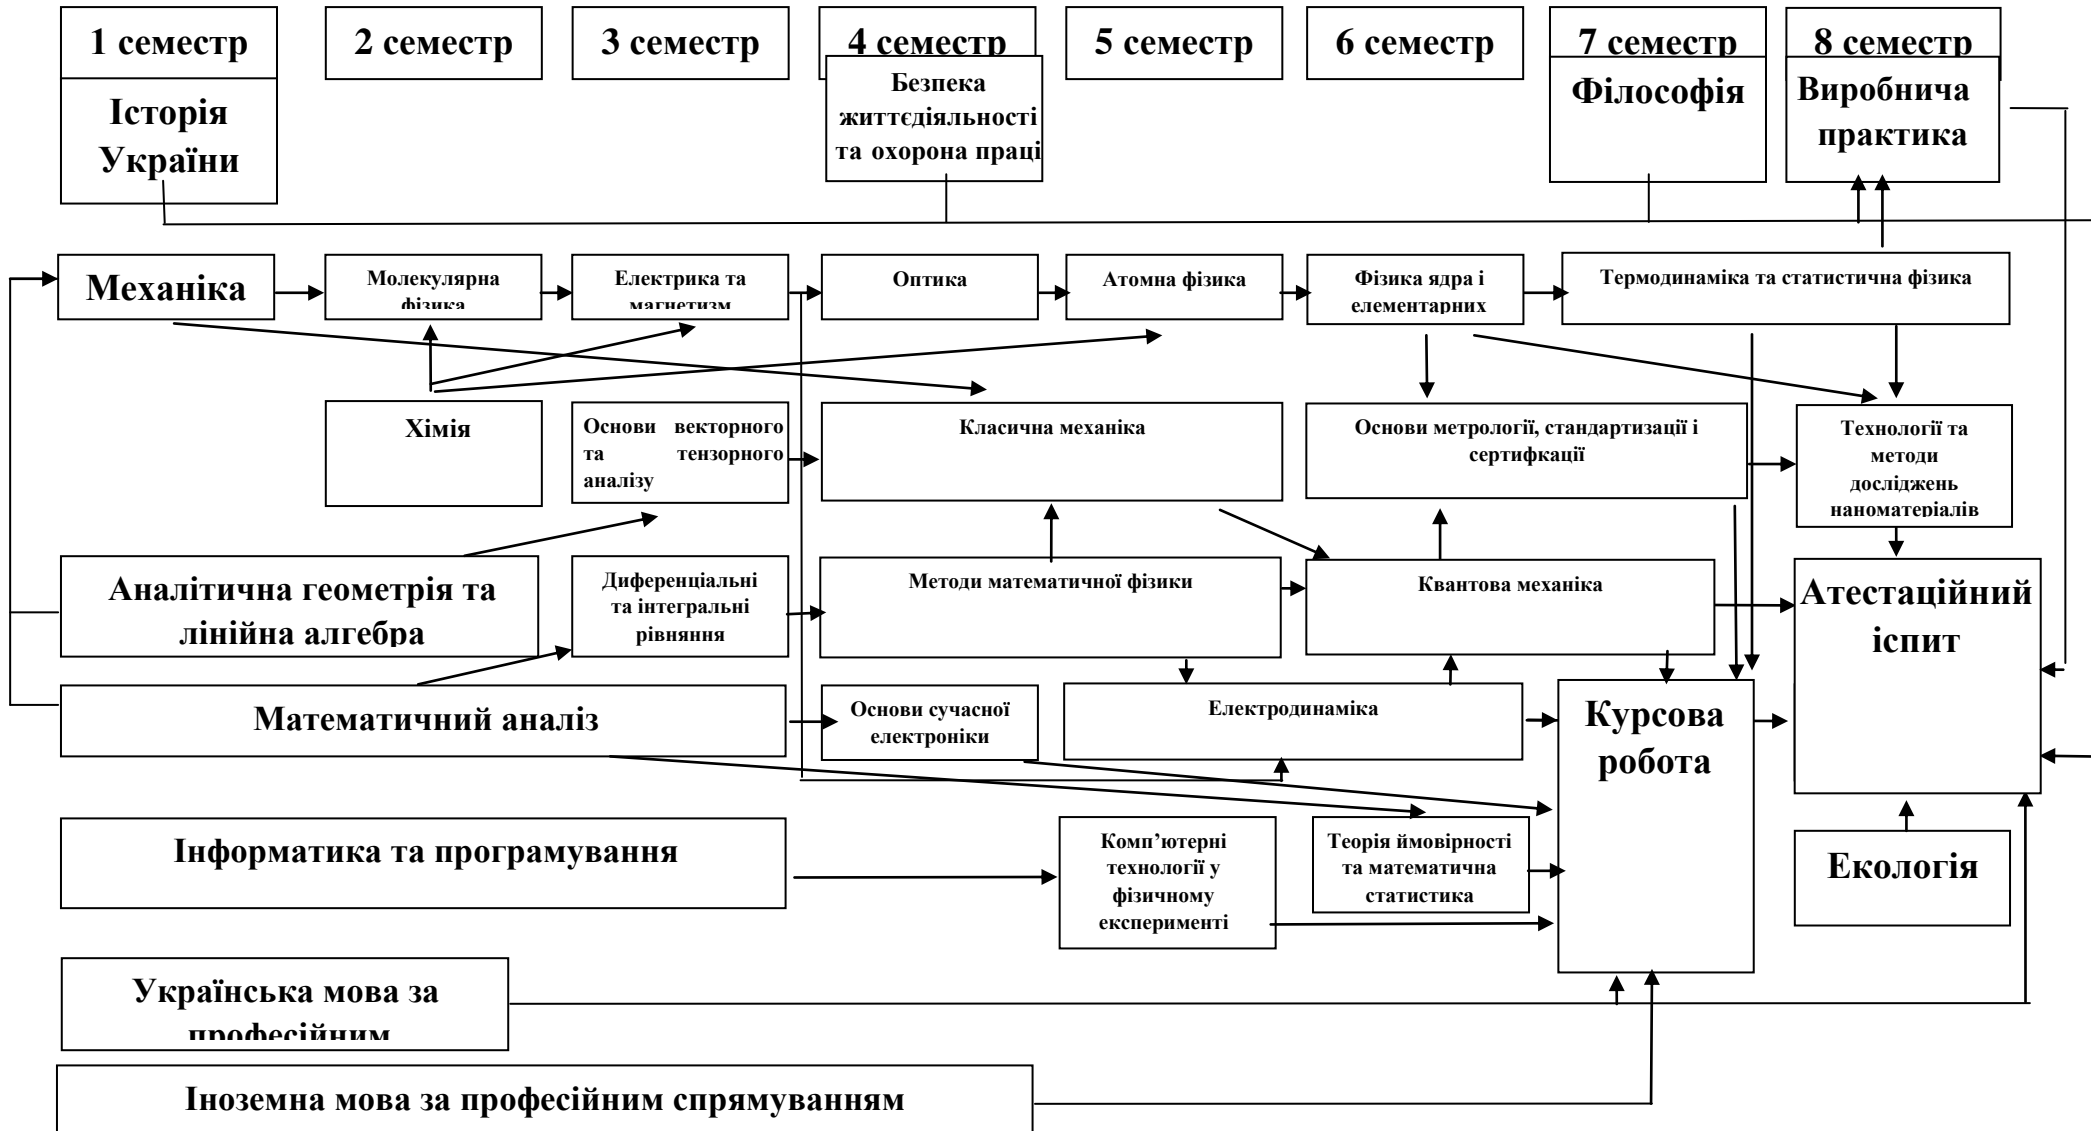 1 семестр
2 семестр
3 семестр
4 семестр
5 семестр
6 семестр
7 семестр
8 семестр
Історія
України
Безпека
життєдіяльності
та охорона праці
Філософія
Виробнича
практика
Механіка
Молекулярна
фізика
Електрика та
магнетизм
Оптика
Атомна фізика
Фізика ядра і
елементарних
Термодинаміка та статистична фізика
Хімія
Основи векторного
та тензорного
аналізу
Класична механіка
Основи метрології, стандартизації і
сертифкації
Технології та
методи
досліджень
наноматеріалів
Аналітична геометрія та
лінійна алгебра
Диференціальні
та інтегральні
рівняння
Методи математичної фізики
Квантова механіка
Атестаційний
іспит
Математичний аналіз
Основи сучасної
електроніки
Електродинаміка
Курсова
робота
Інформатика та програмування
Комп’ютерні
технології у
фізичному
експерименті
Теорія ймовірності
та математична
статистика
Екологія
Українська мова за
професійним
Іноземна мова за професійним спрямуванням